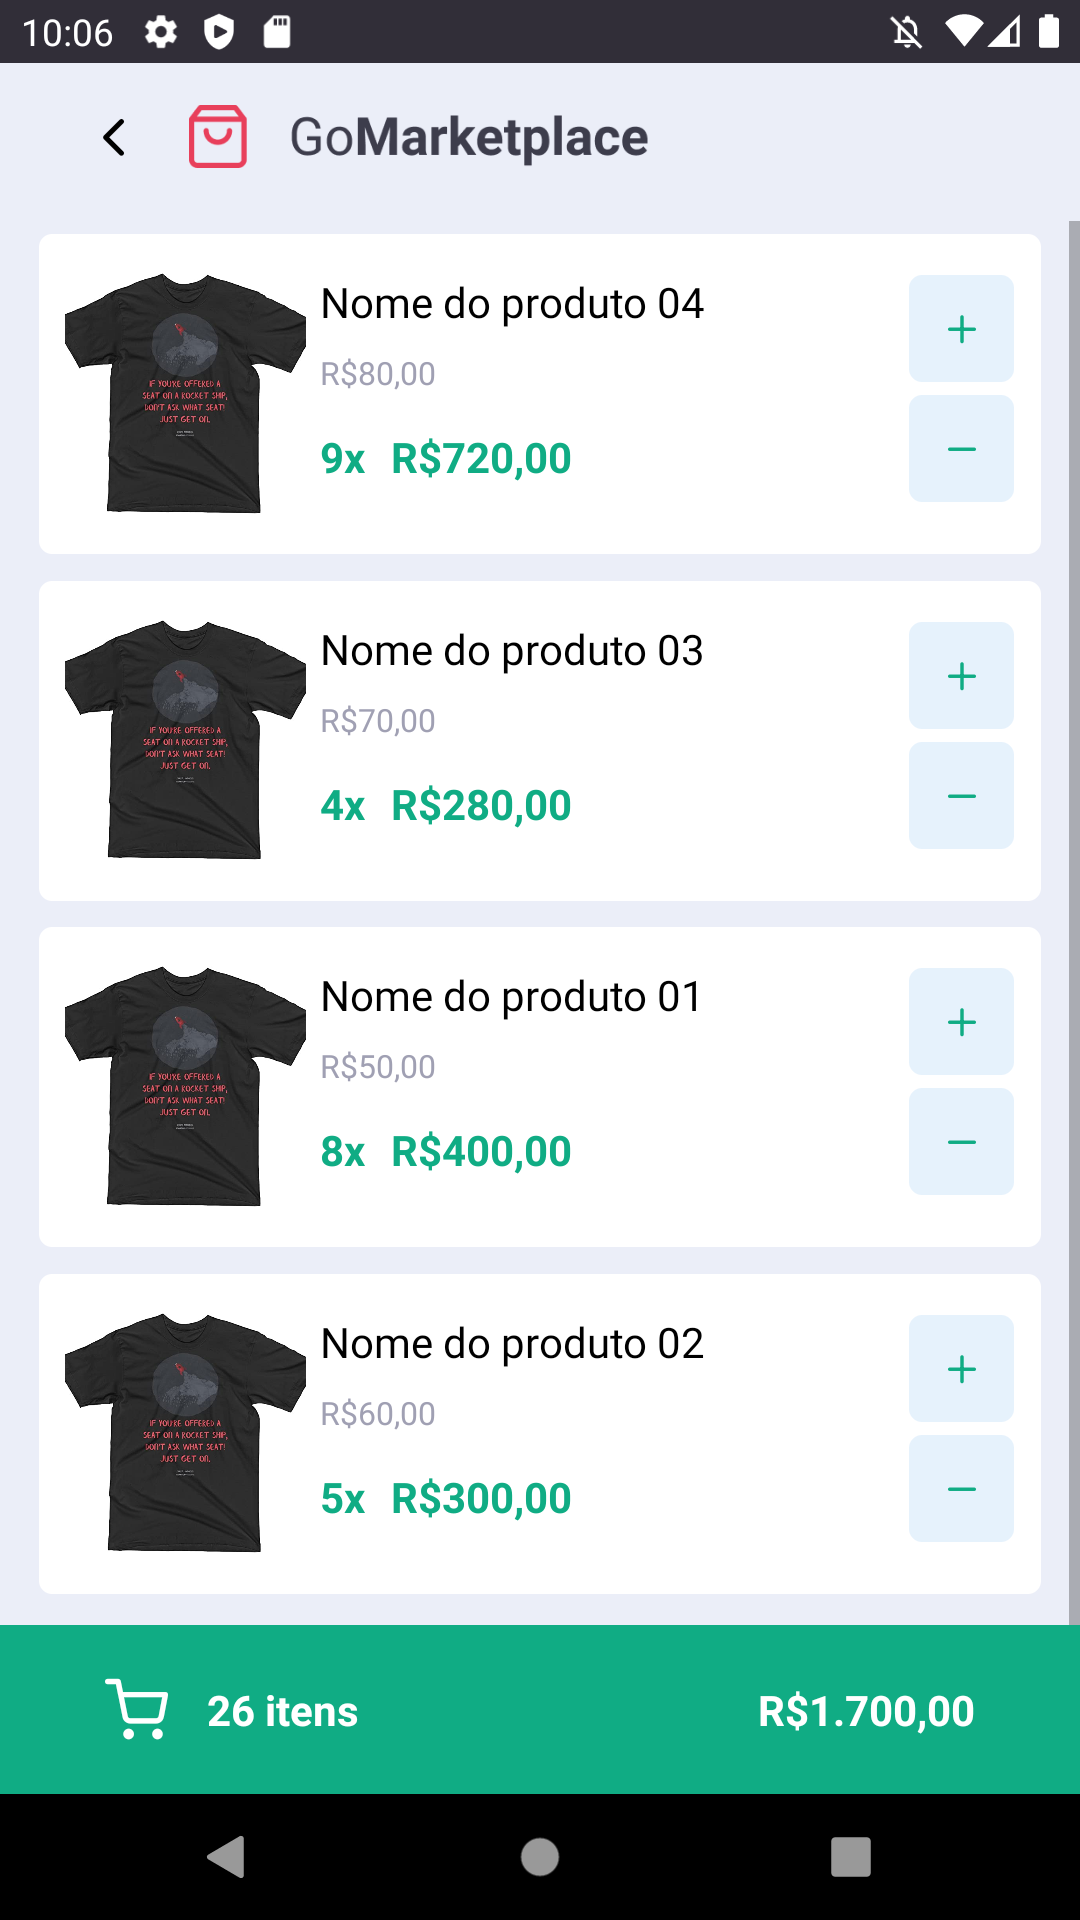 10:06
GoMarketplace
Nome do produto 04
R$80,00
9x R$720,00
IF YOU'RE OFFERED A
SEAT ON A ROCKET SHIP,
DON'T ASK WHAT SEAT!
JUST GET ON.
Nome do produto 03
R$70,00
4x R$280,00
IF YOU'RE OFFERED A
SEAT ON A ROCKET SHIP,
DON'T ASK WHAT SEAT!
JUST GET ON.
Nome do produto 01
R$50,00
8x R$400,00
IF YOU'RE OFFERED A
SEAT ON A ROCKET SHIP,
DON'T ASK WHAT SEAT!
JUST GET ON.
Nome do produto 02
R$60,00
5x R$300,00
IF YOU'RE OFFERED A
SEAT ON A ROCKET SHIP,
DON'T ASK WHAT SEAT!
JUST GET ON.
26 itens
R$1.700,00